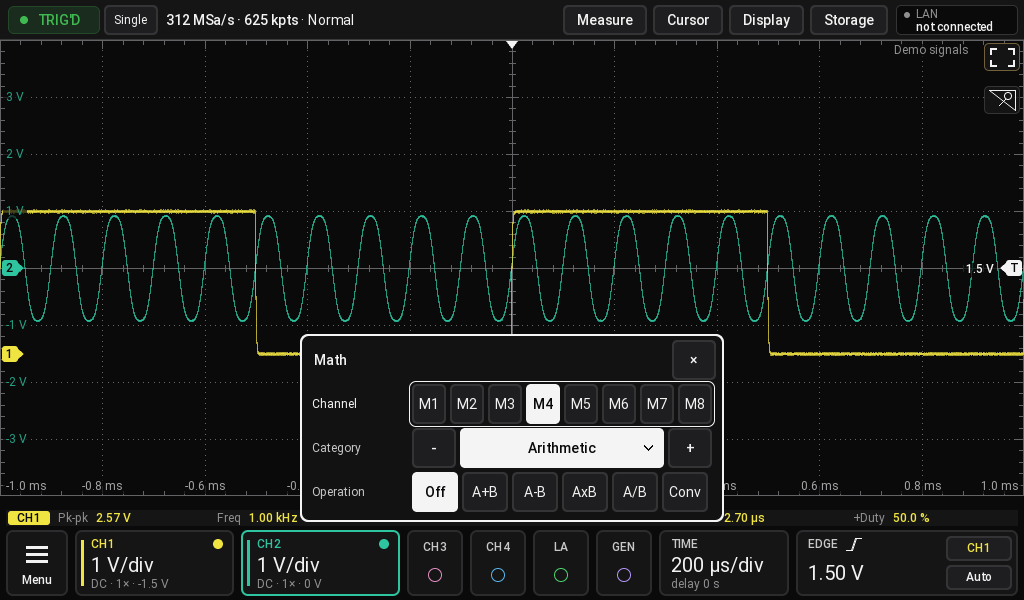 TRIG'D Single 312 MSa/s · 625 kpts · Normal Measure Cursor Display Storage LAN
not connected
Demo signals
3 V
2 V
1 V
2 1.5 V T
-1 V
1
-2 V
-3 V
Math ×
Channel M1 M2 M3 M4 M5 M6 M7 M8
Category - Arithmetic +
Operation Off A+B A-B AxB A/B Conv
-1.0 ms -0.8 ms -0.6 ms 0.6 ms 0.8 ms 1.0 ms
CH1 Pk-pk 2.57 V Freq 1.00 kHz 2.70 µs +Duty 50.0 %
Menu
CH1
1 V/div
DC · 1× · -1.5 V
CH2
1 V/div
DC · 1× · 0 V
CH3
CH4
LA
GEN
TIME
200 µs/div
delay 0 s
EDGE
1.50 V
CH1
Auto